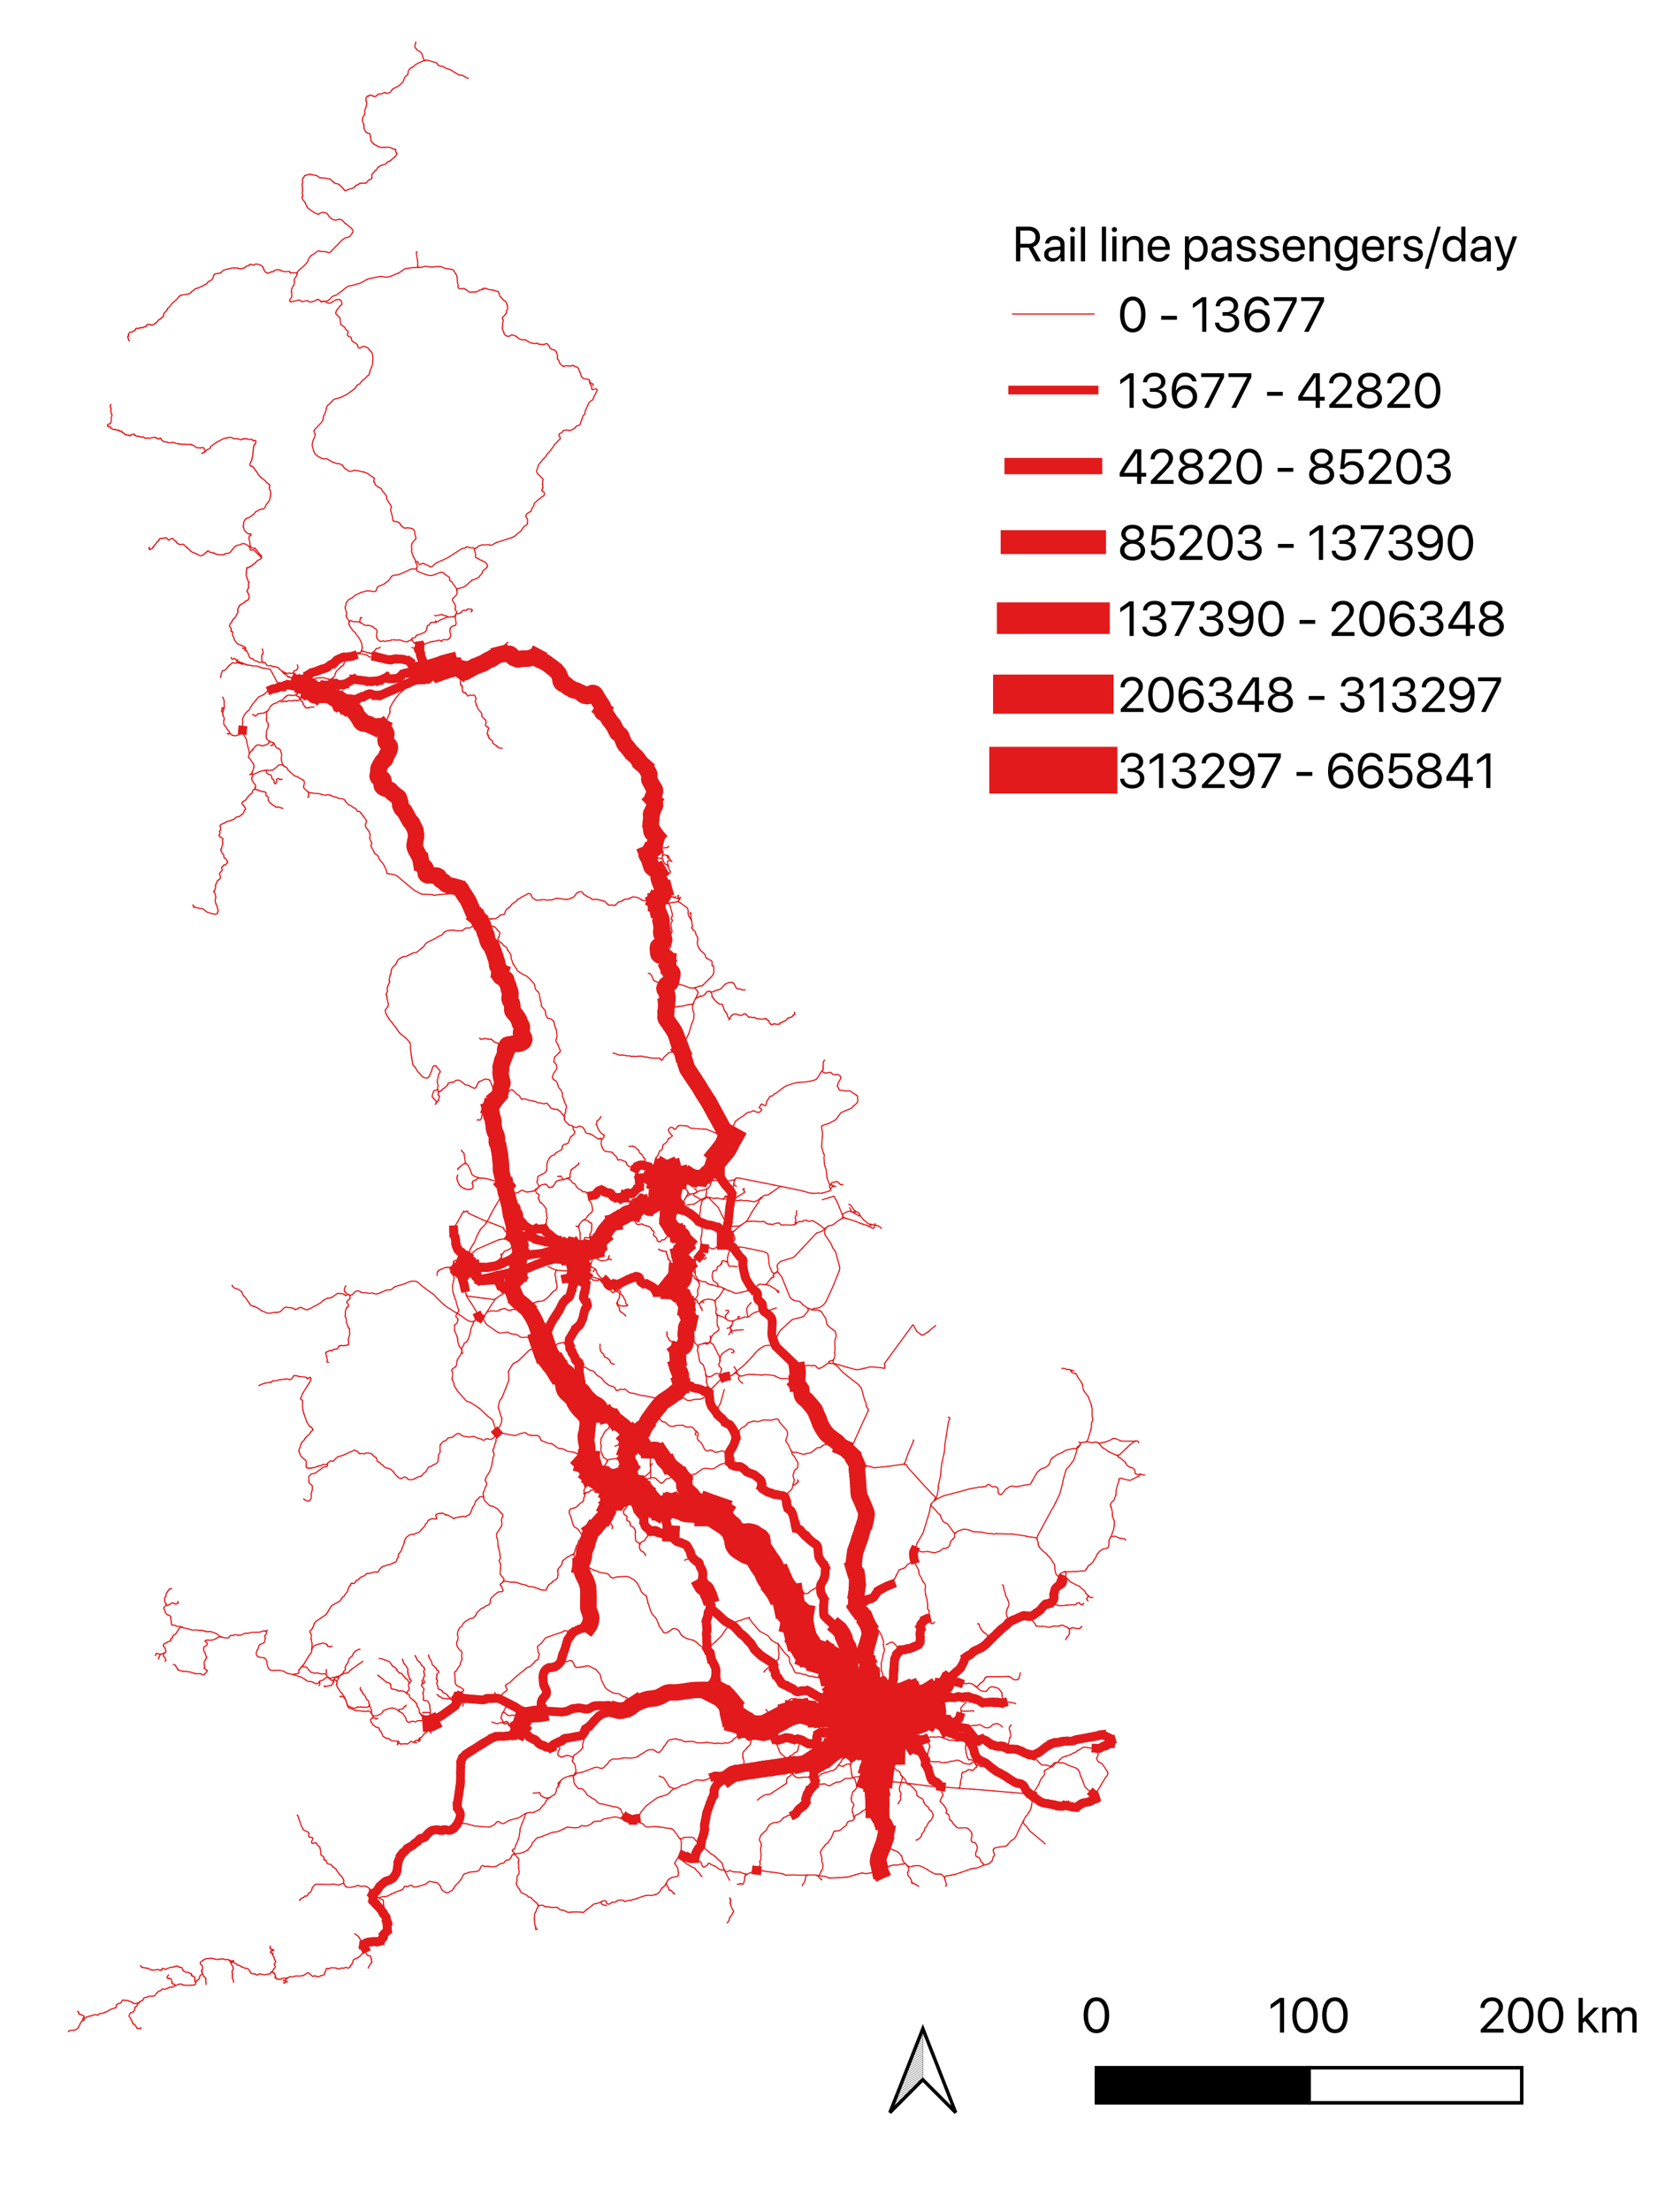 Rail line passengers/day
0 - 13677
13677 - 42820
42820 - 85203
85203 - 137390
137390 - 206348
206348 - 313297
313297 - 665841
0 100 200 km